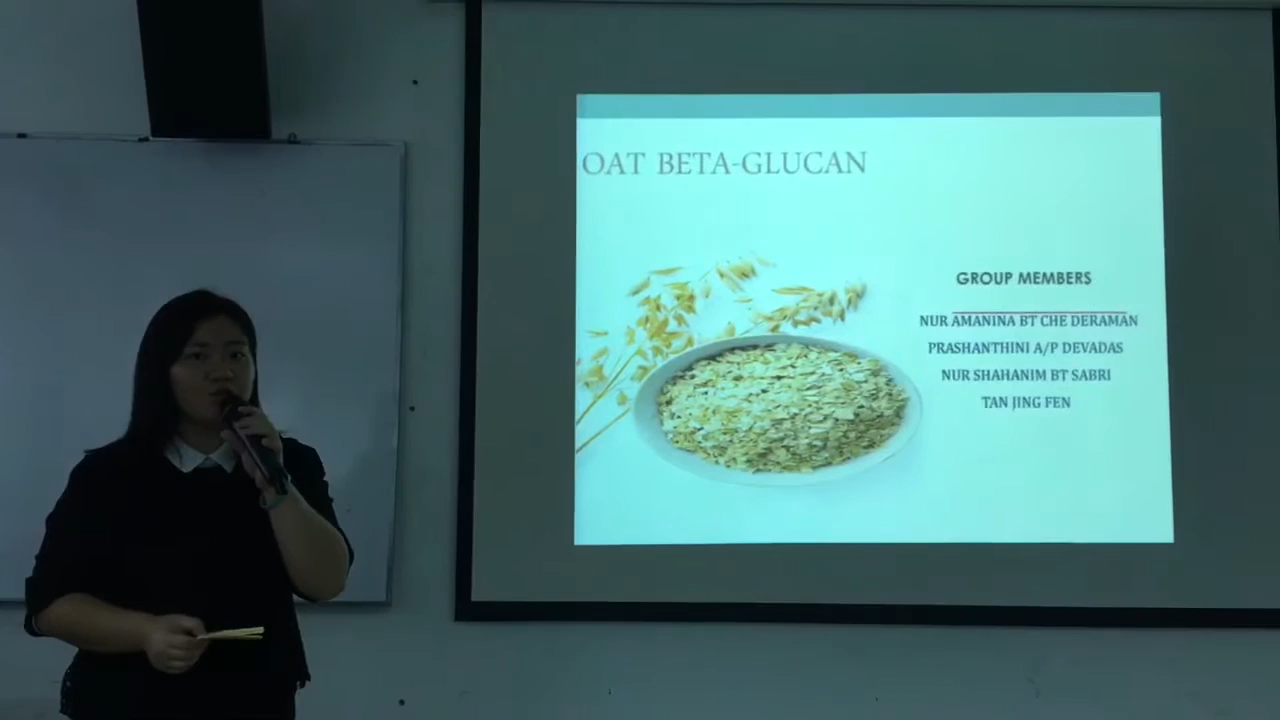 OAT BETA-GLUCAN
GROUP MEMBERS
NUR AMANINA BT CHE DERAMAN
PRASHANTHINI A/P DEVADAS
NUR SHAHANIM BT SABRI
TAN JING FEN